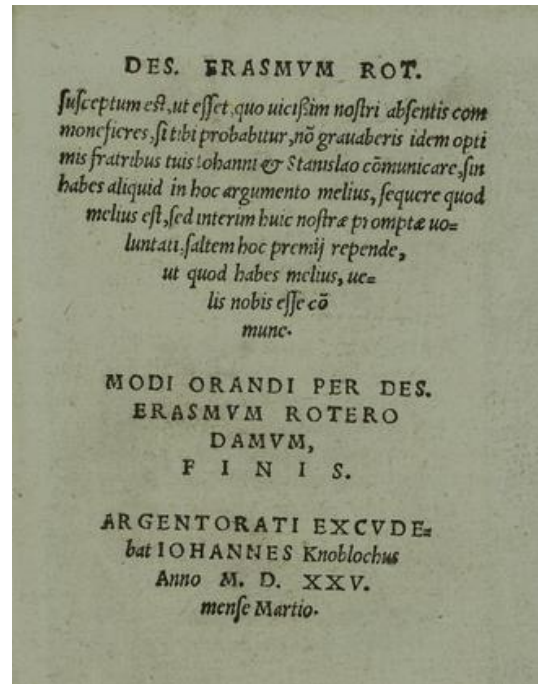 DES. ERASMVM ROT.
ſuſceptum eſt, ut eſſet, quo uicißim noſtri abſentis com
monefieres, ſi tibi probabitur, nõ grauaberis idem opti
mis fratribus tuis Iohanni & Stanislao cõmunicare, ſin
habes aliquid in hoc argumento melius, ſequere quod
melius eſt, ſed interim huic noſtræ promptæ uo=
luntati, ſaltem hoc premij repende,
ut quod habes melius, ue=
lis nobis eſſe cõ
mune.
MODI ORANDI PER DES.
ERASMVM ROTERO
DAMVM,
F I N I S.
ARGENTORATI EXCVDE=
bat IOHANNES Knoblochus
Anno M. D. XXV.
menſe Martio.